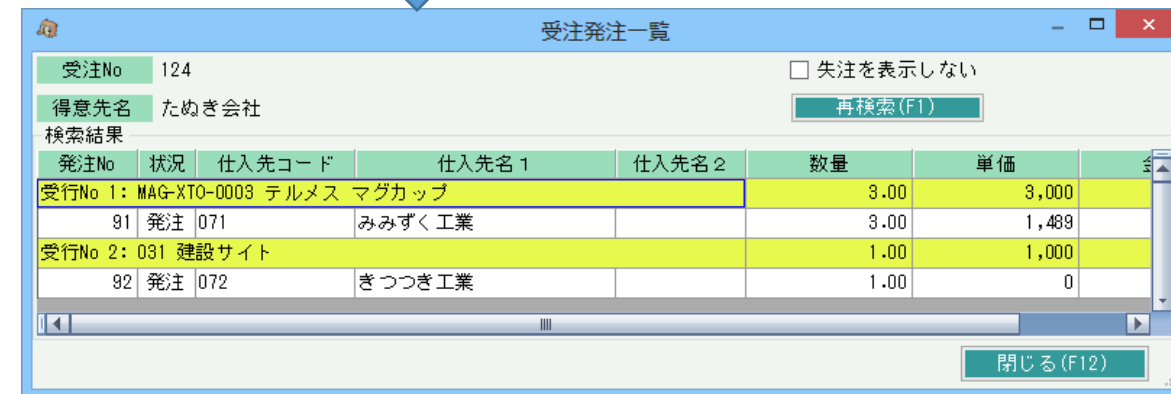 受注発注一覧
受注No 124 失注を表示しない
得意先名 たぬき会社 再検索(F1)
検索結果
発注No 状況 仕入先コード 仕入先名1 仕入先名2 数量 単価
受行No 1: MAG-XTO-0003 テルメス マグカップ 3.00 3,000
91 発注 071 みみずく工業 3.00 1,489
受行No 2: 031 建設サイト 1.00 1,000
92 発注 072 きつつき工業 1.00 0
閉じる(F12)